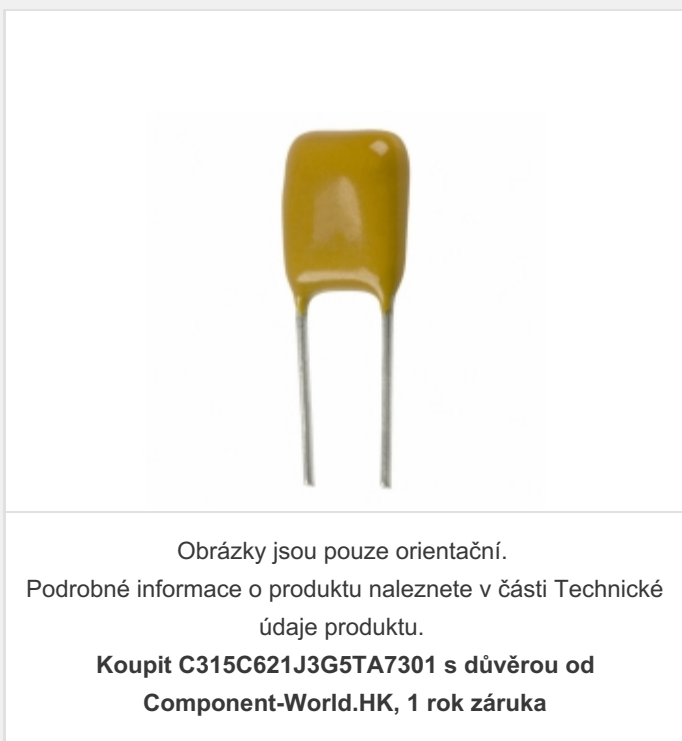 Obrázky jsou pouze orientační.
Podrobné informace o produktu naleznete v části Technické
údaje produktu.
Koupit C315C621J3G5TA7301 s důvěrou od
Component-World.HK, 1 rok záruka